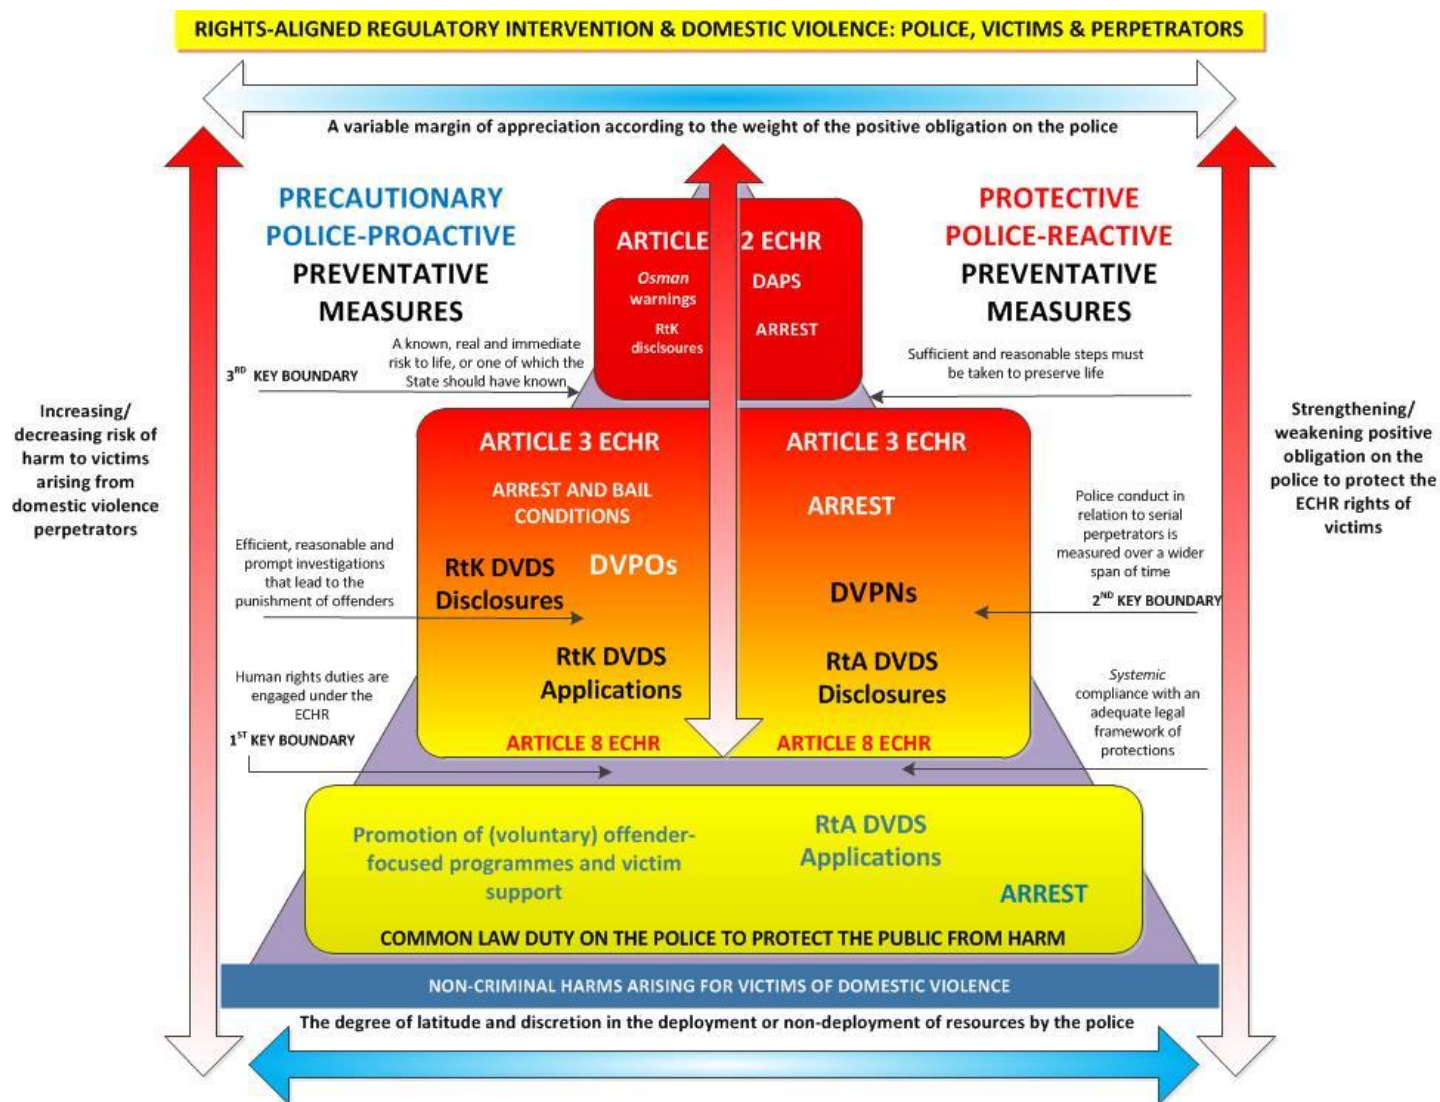 RIGHTS-ALIGNED REGULATORY INTERVENTION & DOMESTIC VIOLENCE: POLICE, VICTIMS & PERPETRATORS
A variable margin of appreciation according to the weight of the positive obligation on the police
PRECAUTIONARY
POLICE-PROACTIVE
PREVENTATIVE
MEASURES
PROTECTIVE
POLICE-REACTIVE
PREVENTATIVE
MEASURES
ARTICLE 2 ECHR
Osman
warnings
DAPS
RtK
disclsoures
ARREST
A known, real and immediate
risk to life, or one of which the
State should have known
3RD KEY BOUNDARY
Sufficient and reasonable steps must
be taken to preserve life
Increasing/
decreasing risk of
harm to victims
arising from
domestic violence
perpetrators
Strengthening/
weakening positive
obligation on the
police to protect the
ECHR rights of
victims
ARTICLE 3 ECHR
ARREST AND BAIL
CONDITIONS
RtK DVDS
Disclosures
DVPOs
RtK DVDS
Applications
ARTICLE 8 ECHR
ARTICLE 3 ECHR
ARREST
DVPNs
RtA DVDS
Disclosures
ARTICLE 8 ECHR
Efficient, reasonable and
prompt investigations
that lead to the
punishment of offenders
Police conduct in
relation to serial
perpetrators is
measured over a wider
span of time
2ND KEY BOUNDARY
Human rights duties are
engaged under the
ECHR
1ST KEY BOUNDARY
Systemic
compliance with an
adequate legal
framework of
protections
Promotion of (voluntary) offender-
focused programmes and victim
support
RtA DVDS
Applications
ARREST
COMMON LAW DUTY ON THE POLICE TO PROTECT THE PUBLIC FROM HARM
NON-CRIMINAL HARMS ARISING FOR VICTIMS OF DOMESTIC VIOLENCE
The degree of latitude and discretion in the deployment or non-deployment of resources by the police